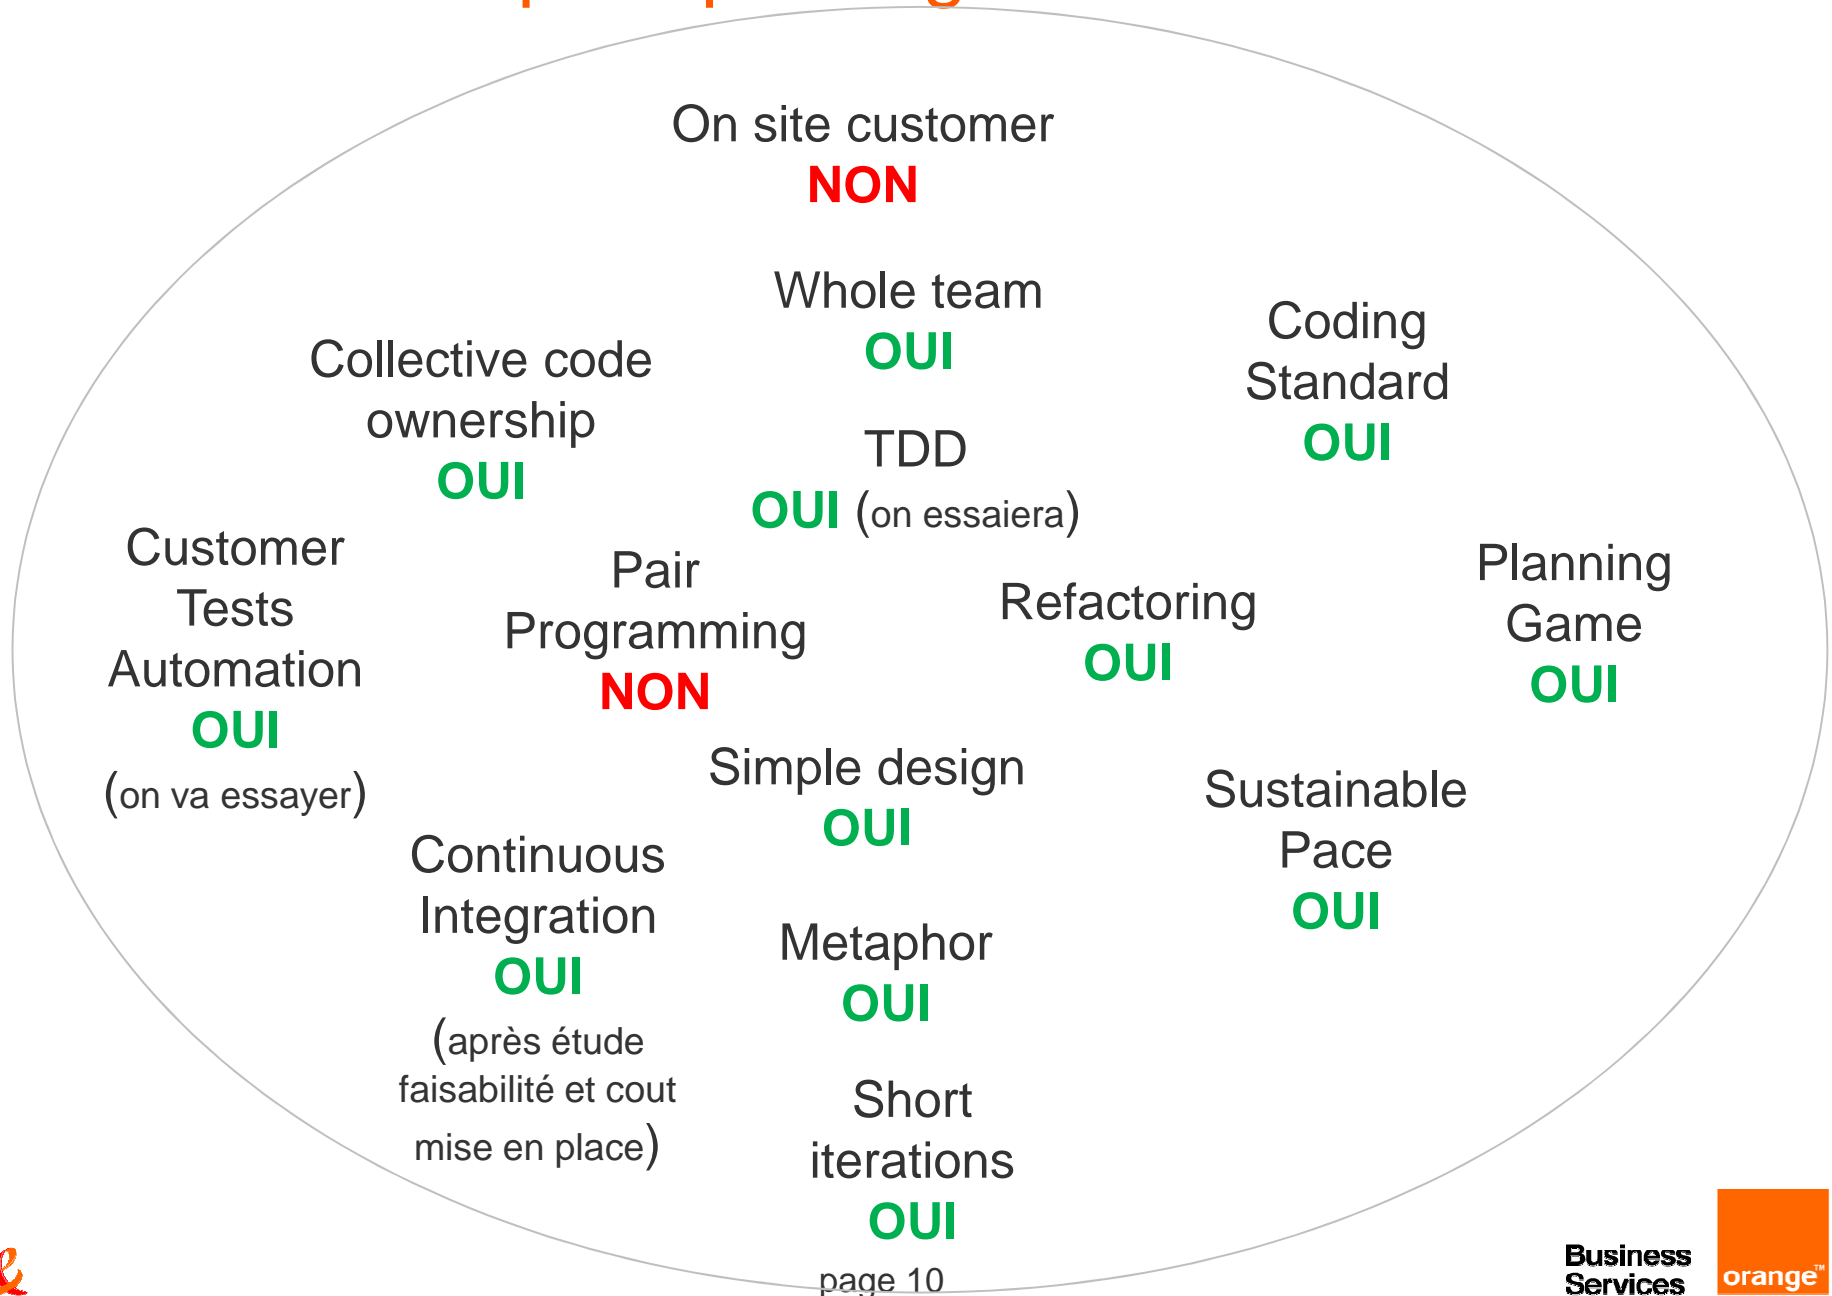 On site customer
NON
Whole team
OUI
Coding
Standard
OUI
Collective code
ownership
OUI
TDD
OUI (on essaiera)
Customer
Tests
Automation
OUI
(on va essayer)
Pair
Programming
NON
Refactoring
OUI
Planning
Game
OUI
Simple design
OUI
Sustainable
Pace
OUI
Continuous
Integration
OUI
(après étude
faisabilité et cout
mise en place)
Metaphor
OUI
Short
iterations
OUI
page 10
Business
Services
orange™